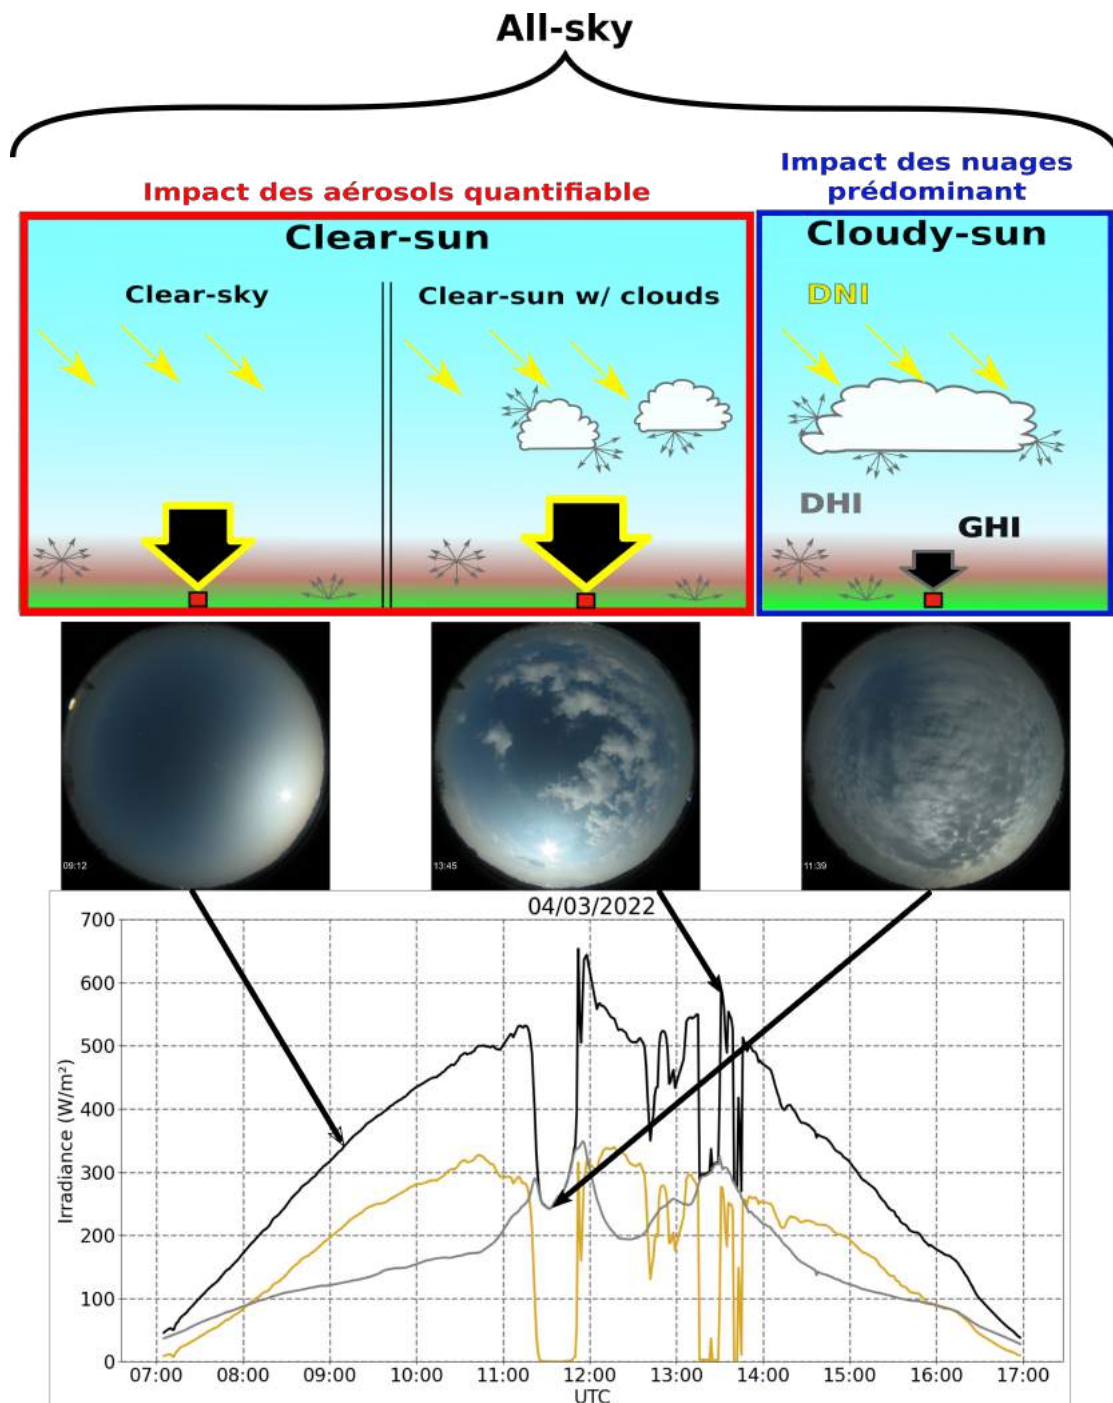 All-sky
Impact des aérosols quantifiable
Impact des nuages
prédominant
Clear-sun
Clear-sky
Clear-sun w/ clouds
Cloudy-sun
DNI
DHI
GHI
09:12
13:45
11:39
04/03/2022
Irradiance (W/m²)
700
600
500
400
300
200
100
0
07:00 08:00 09:00 10:00 11:00 12:00 13:00 14:00 15:00 16:00 17:00
UTC